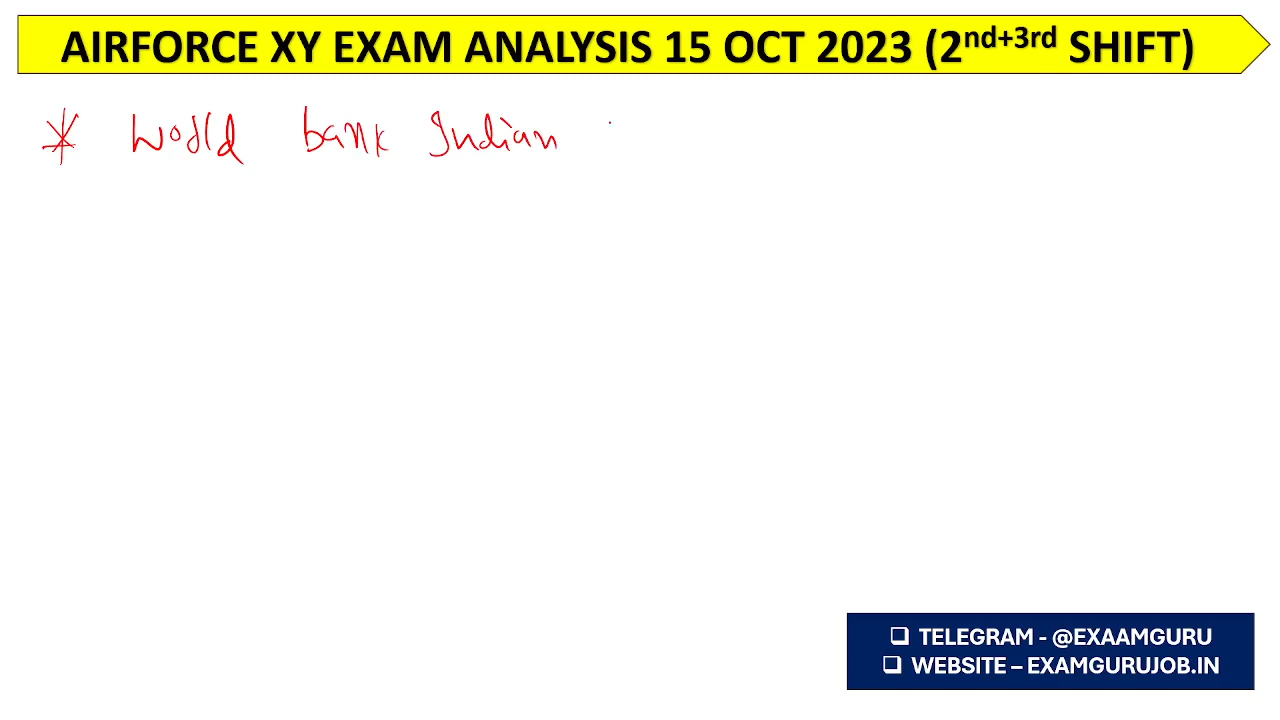 AIRFORCE XY EXAM ANALYSIS 15 OCT 2023 (2nd+3rd SHIFT)
* World bank Indian
❑ TELEGRAM - @EXAAMGURU
❑ WEBSITE – EXAMGURUJOB.IN